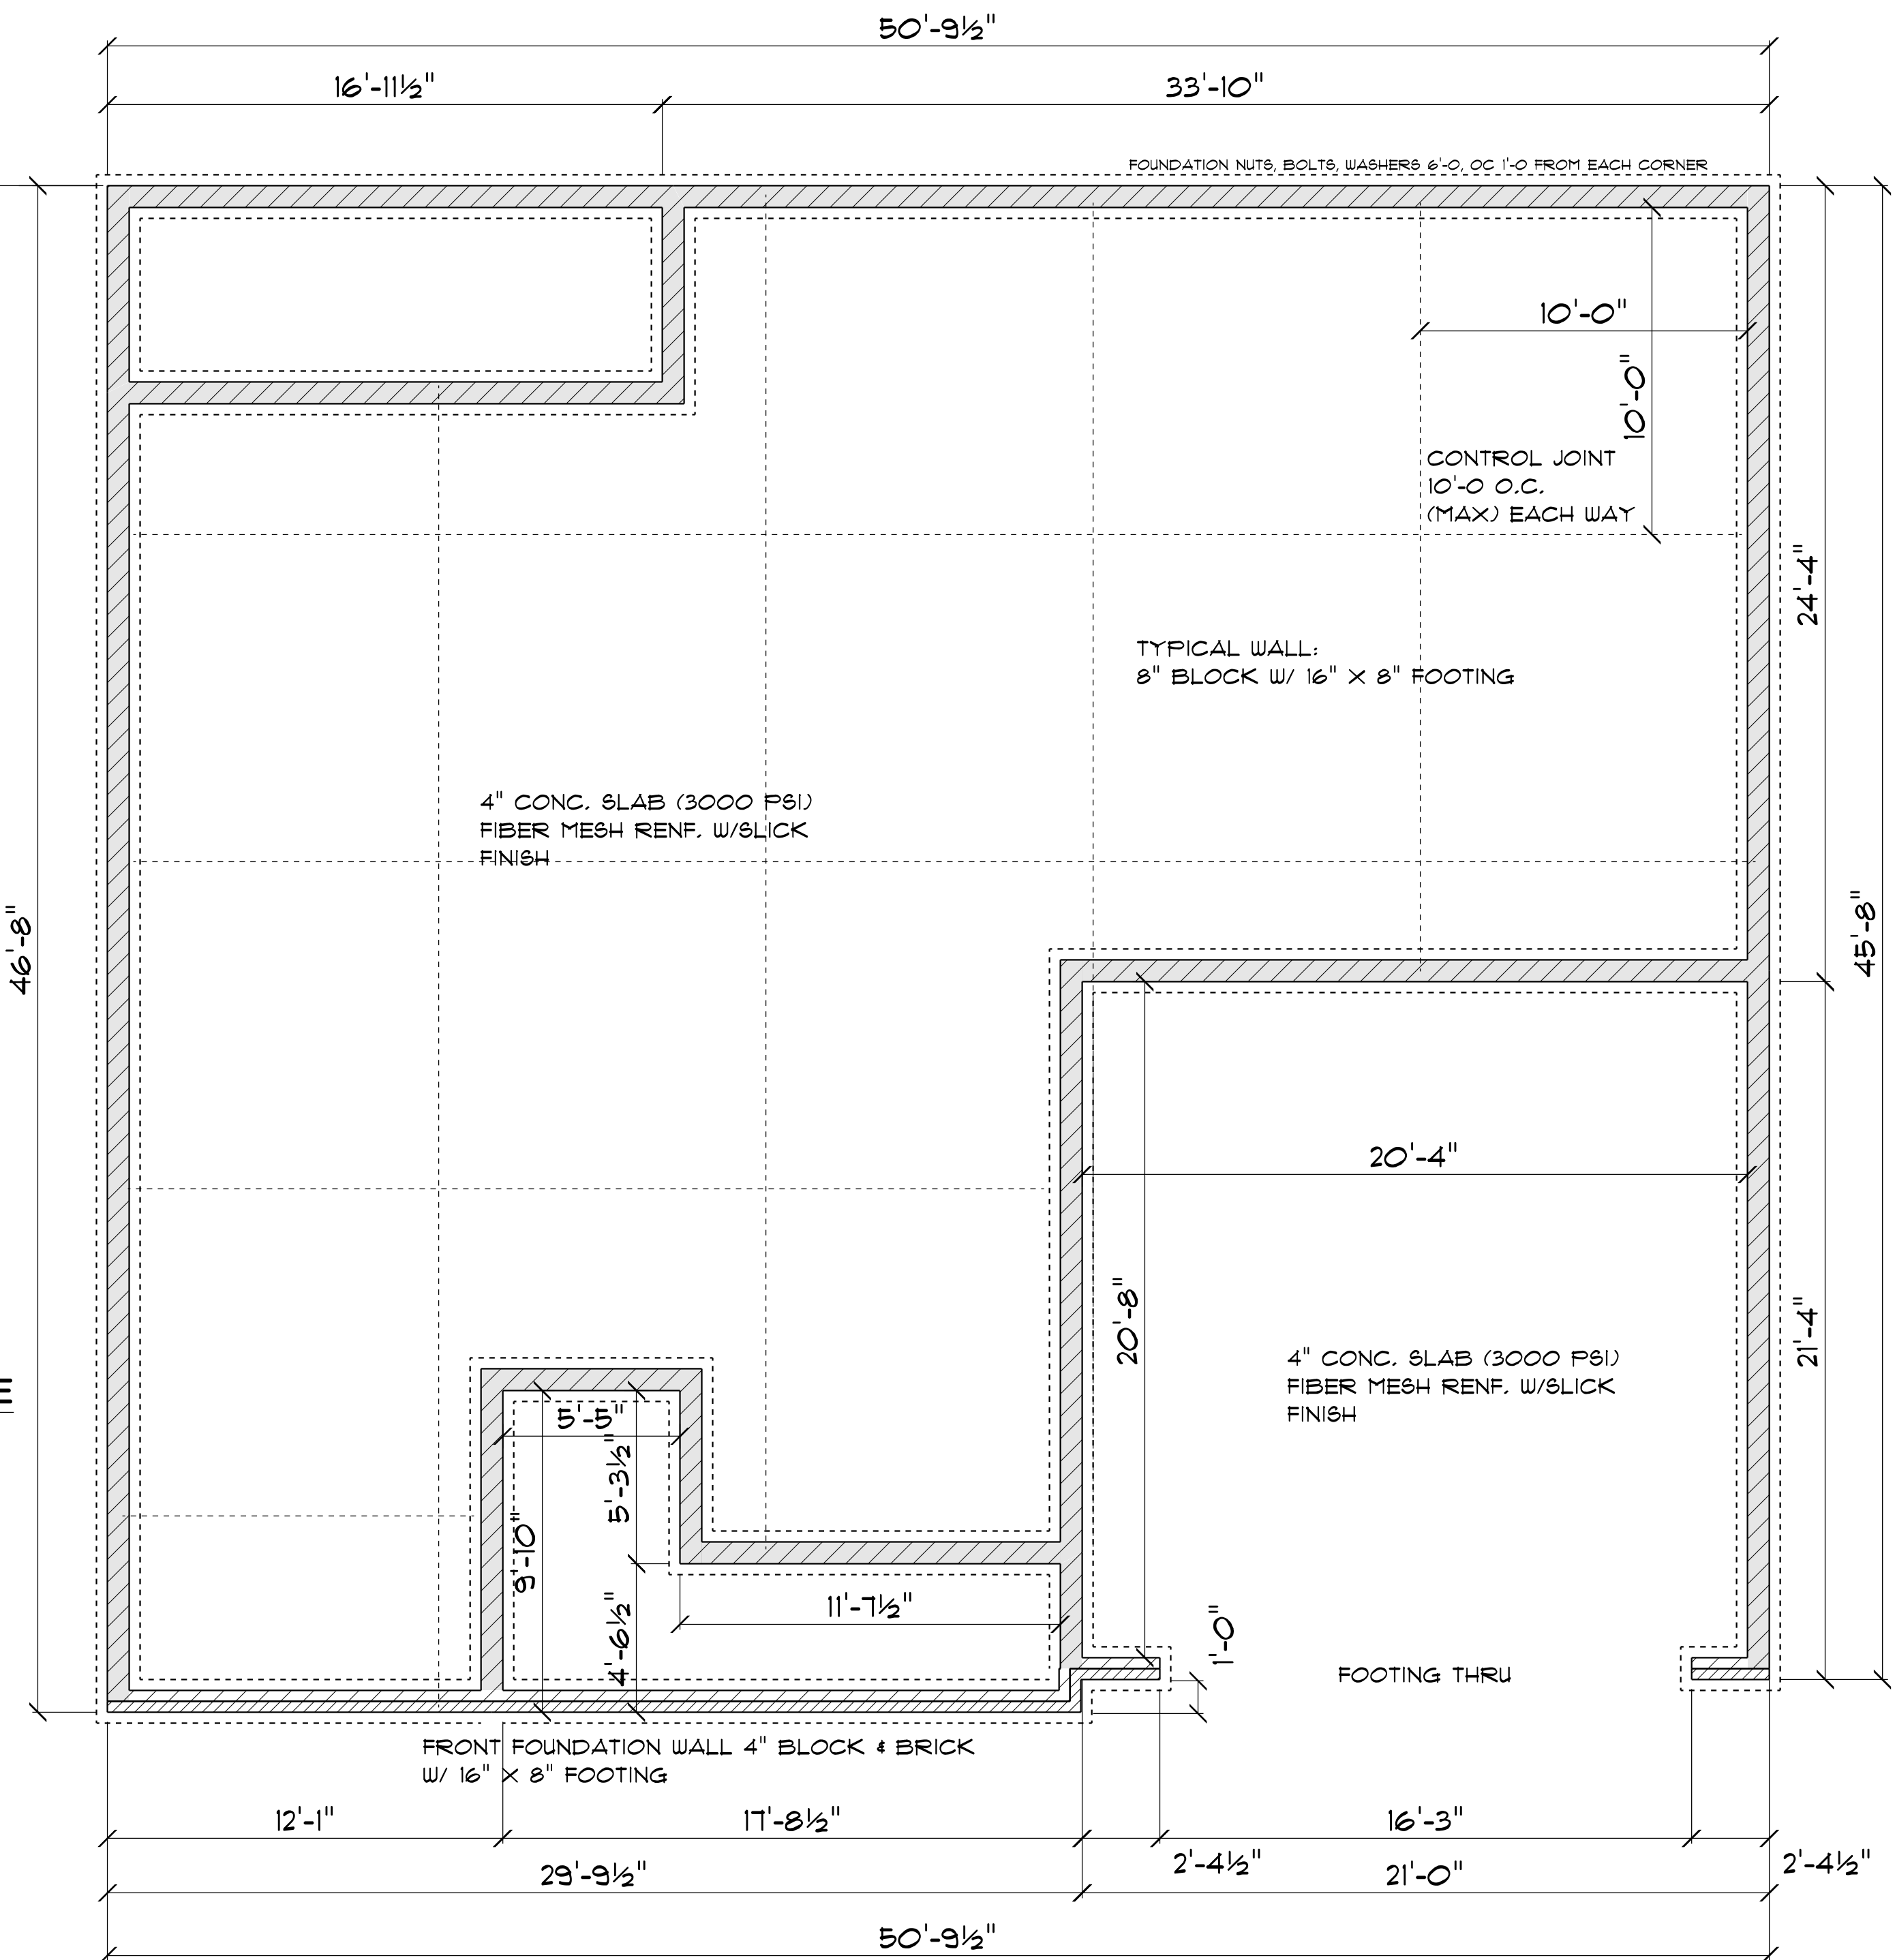 50'-9½"
16'-11½"
33'-10"
FOUNDATION NUTS, BOLTS, WASHERS 6'-0, OC 1'-0 FROM EACH CORNER
10'-0"
10'-0"
CONTROL JOINT
10'-0 O.C.
(MAX) EACH WAY
24'-4"
TYPICAL WALL:
8" BLOCK W/ 16" X 8" FOOTING
4" CONC. SLAB (3000 PSI)
FIBER MESH RENF. W/SLICK
FINISH
46'-8"
45'-8"
20'-4"
20'-8"
21'-4"
4" CONC. SLAB (3000 PSI)
FIBER MESH RENF. W/SLICK
FINISH
5'-5"
5'-3½"
9'-10"
4'-6½"
11'-7½"
1'-0"
FOOTING THRU
FRONT FOUNDATION WALL 4" BLOCK & BRICK
W/ 16" X 8" FOOTING
12'-1"
17'-8½"
16'-3"
2'-4½"
2'-4½"
29'-9½"
21'-0"
50'-9½"